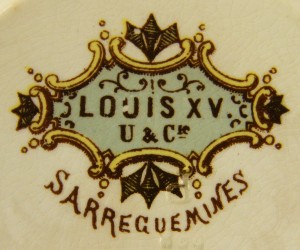 LOUIS XV.
U & Cie
SARREGUEMINES